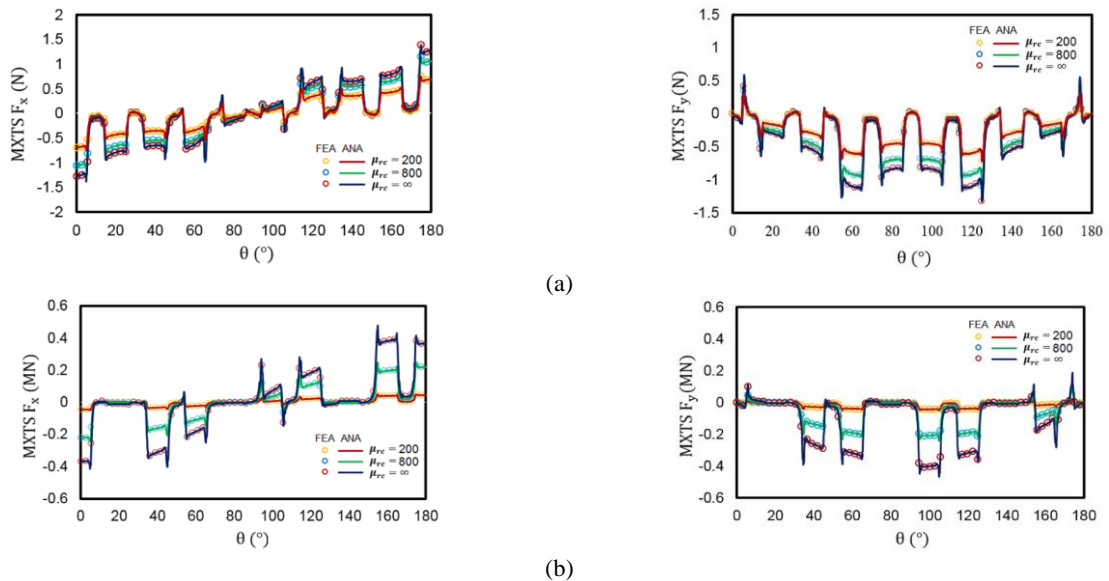 MXTS Fx (N)
2
1.5
1
0.5
0
-0.5
-1
-1.5
-2
0 20 40 60 80 100 120 140 160 180
θ (°)
FEA ANA
μrc = 200
μrc = 800
μrc = ∞
MXTS Fy (N)
1.5
1
0.5
0
-0.5
-1
-1.5
0 20 40 60 80 100 120 140 160 180
θ (°)
FEA ANA
μrc = 200
μrc = 800
μrc = ∞
(a)
MXTS Fx (MN)
0.6
0.4
0.2
0
-0.2
-0.4
-0.6
0 20 40 60 80 100 120 140 160 180
θ (°)
FEA ANA
μrc = 200
μrc = 800
μrc = ∞
MXTS Fy (MN)
0.6
0.4
0.2
0
-0.2
-0.4
-0.6
0 20 40 60 80 100 120 140 160 180
θ (°)
FEA ANA
μrc = 200
μrc = 800
μrc = ∞
(b)